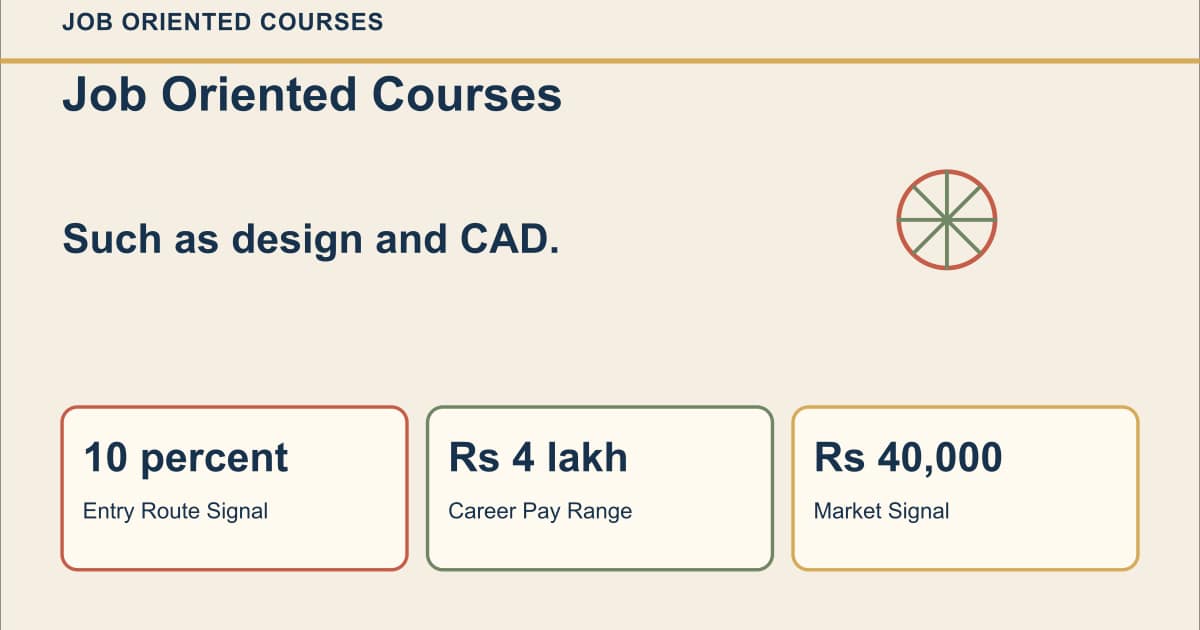 JOB ORIENTED COURSES
Job Oriented Courses
Such as design and CAD.
10 percent
Entry Route Signal
Rs 4 lakh
Career Pay Range
Rs 40,000
Market Signal